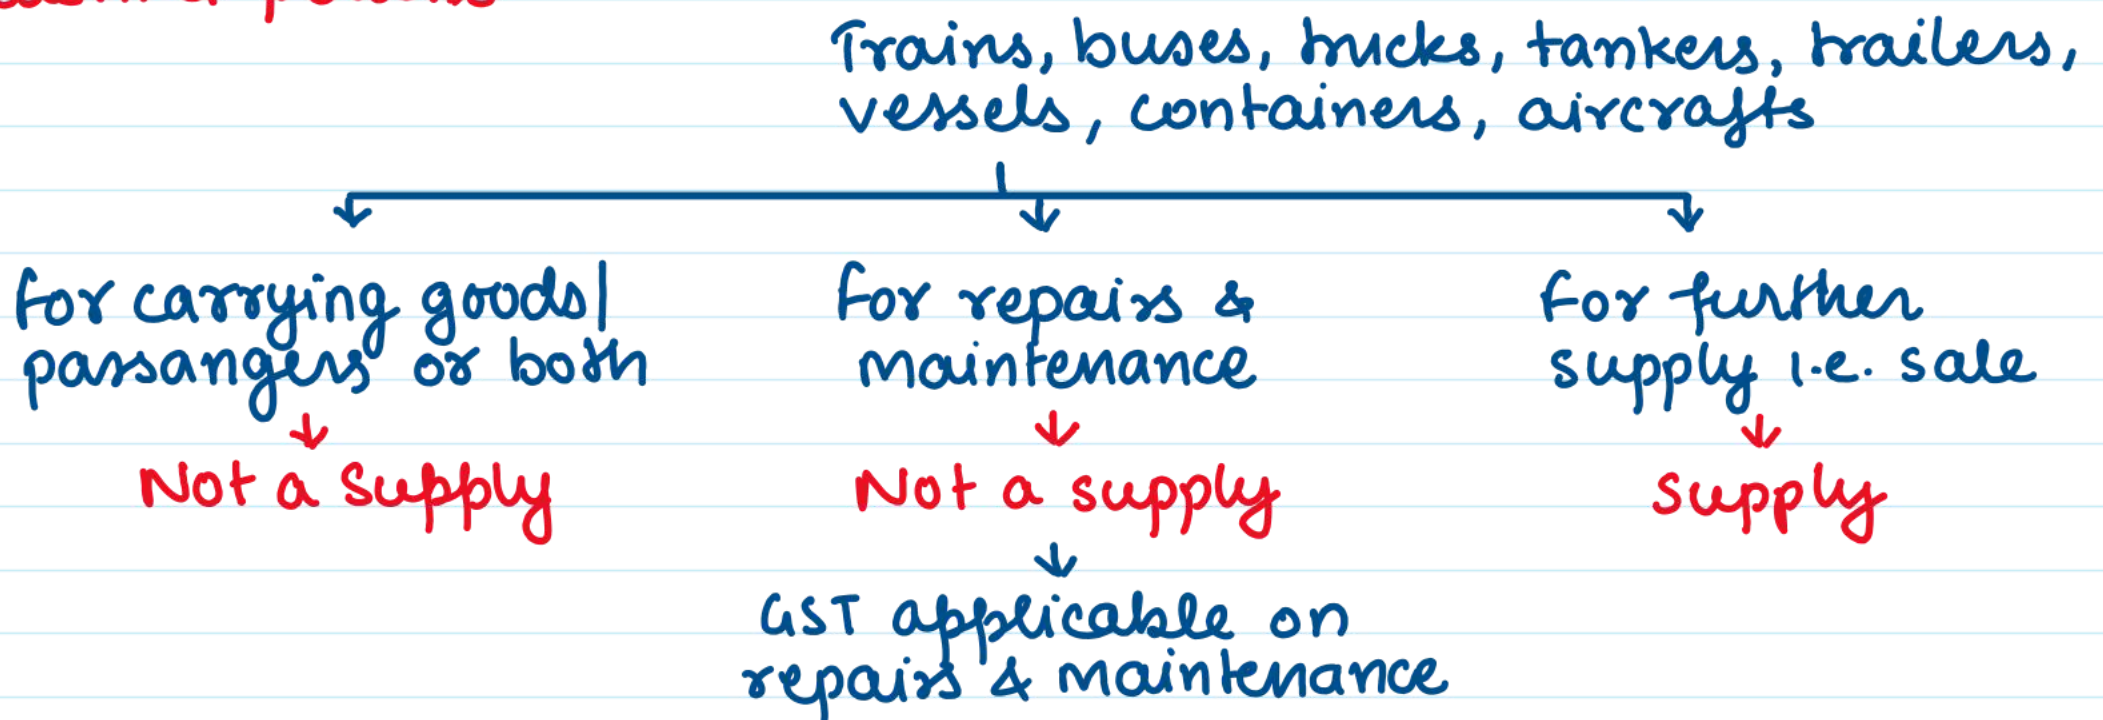 Trains, buses, trucks, tankers, trailers,
vessels, containers, aircrafts
for carrying goods/
passangers or both
Not a supply
for repairs &
maintenance
Not a supply
GST applicable on
repairs & maintenance
for further
supply i.e. sale
supply